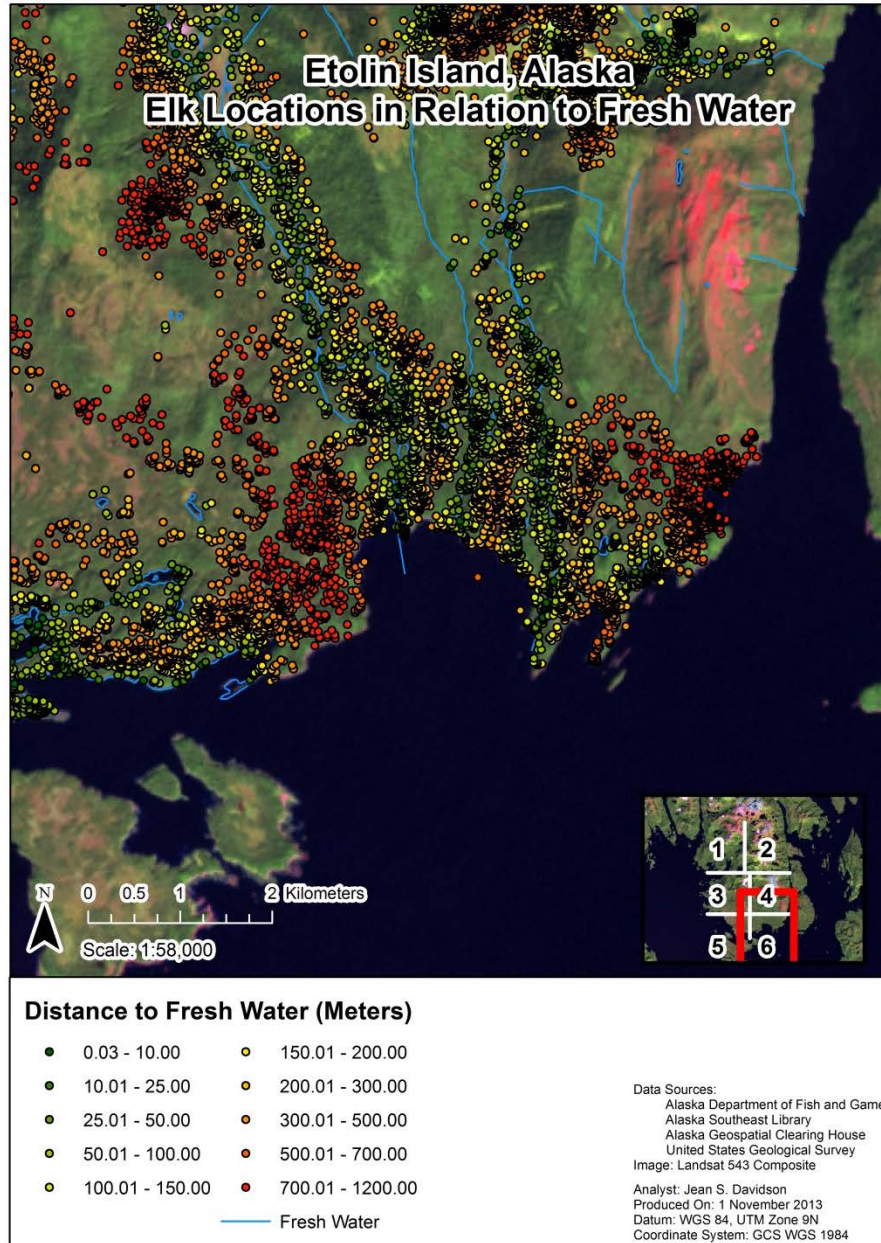 Etolin Island, Alaska
Elk Locations in Relation to Fresh Water
1
2
3
4
5
6
N
0 0.5 1 2 Kilometers
Scale: 1:58,000
Distance to Fresh Water (Meters)
0.03 - 10.00
10.01 - 25.00
25.01 - 50.00
50.01 - 100.00
100.01 - 150.00
150.01 - 200.00
200.01 - 300.00
300.01 - 500.00
500.01 - 700.00
700.01 - 1200.00
Fresh Water
Data Sources:
Alaska Department of Fish and Game
Alaska Southeast Library
Alaska Geospatial Clearing House
United States Geological Survey
Image: Landsat 543 Composite
Analyst: Jean S. Davidson
Produced On: 1 November 2013
Datum: WGS 84, UTM Zone 9N
Coordinate System: GCS WGS 1984